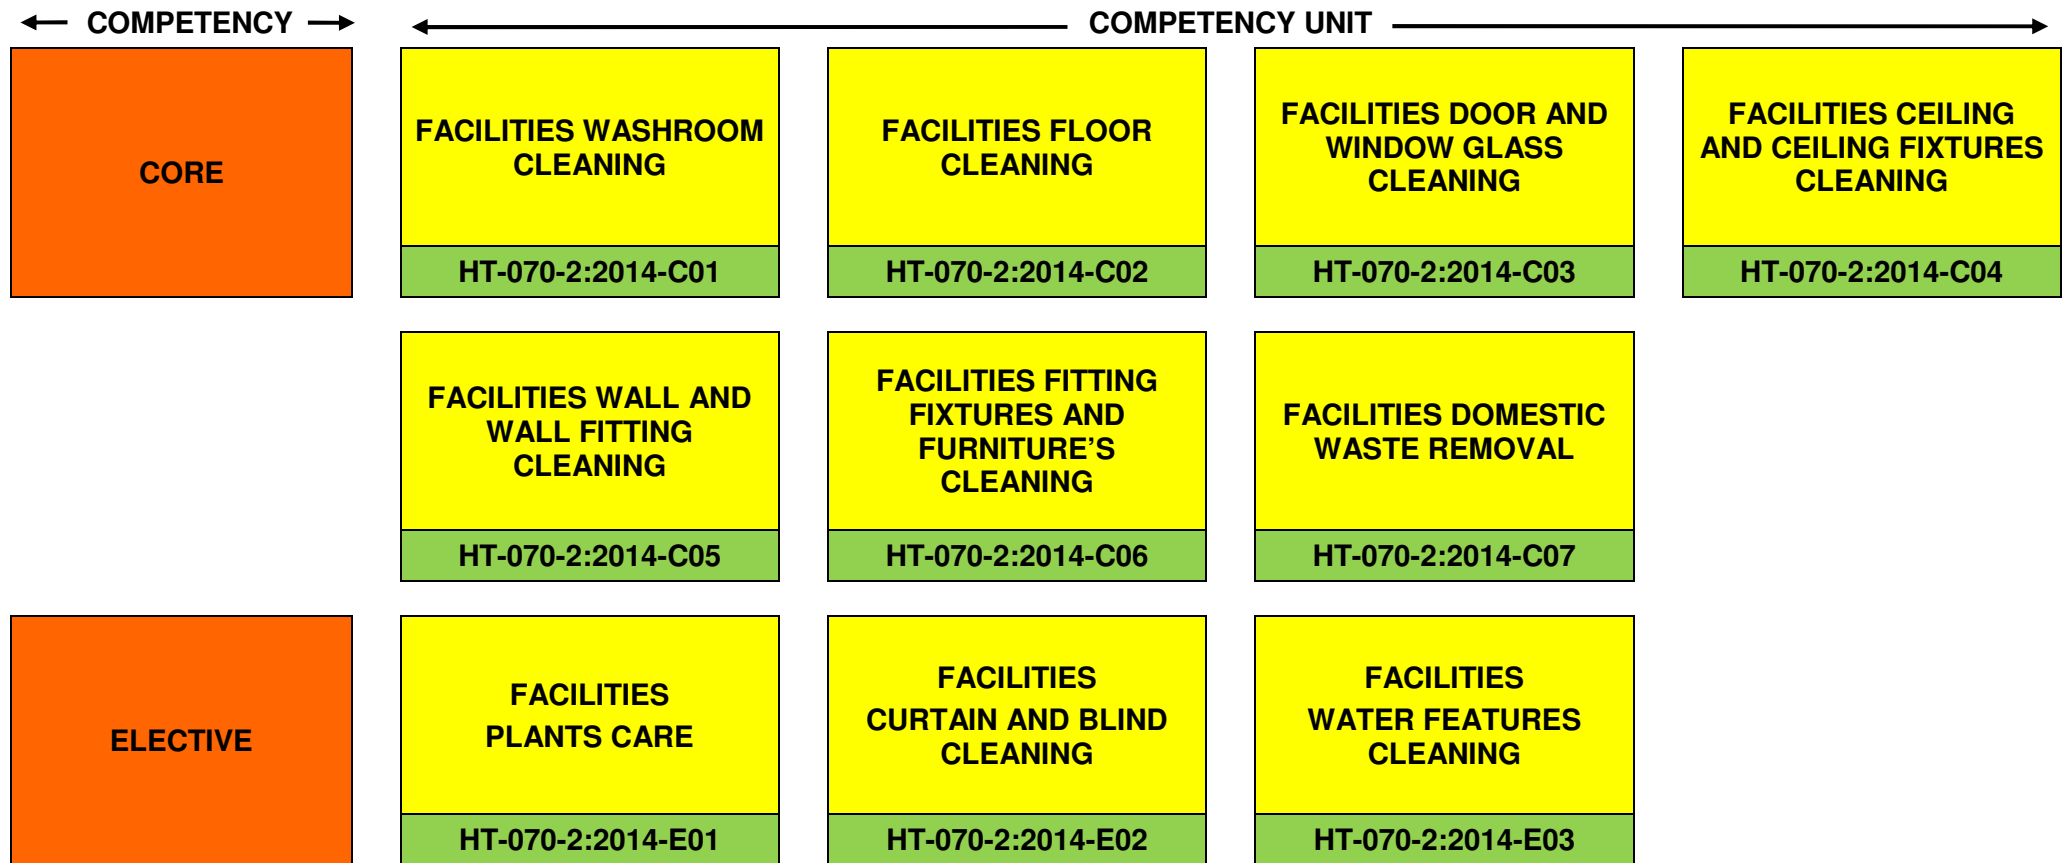 COMPETENCY
COMPETENCY UNIT
CORE
FACILITIES WASHROOM
CLEANING
HT-070-2:2014-C01
FACILITIES FLOOR
CLEANING
HT-070-2:2014-C02
FACILITIES DOOR AND
WINDOW GLASS
CLEANING
HT-070-2:2014-C03
FACILITIES CEILING
AND CEILING FIXTURES
CLEANING
HT-070-2:2014-C04
FACILITIES WALL AND
WALL FITTING
CLEANING
HT-070-2:2014-C05
FACILITIES FITTING
FIXTURES AND
FURNITURE’S
CLEANING
HT-070-2:2014-C06
FACILITIES DOMESTIC
WASTE REMOVAL
HT-070-2:2014-C07
ELECTIVE
FACILITIES
PLANTS CARE
HT-070-2:2014-E01
FACILITIES
CURTAIN AND BLIND
CLEANING
HT-070-2:2014-E02
FACILITIES
WATER FEATURES
CLEANING
HT-070-2:2014-E03